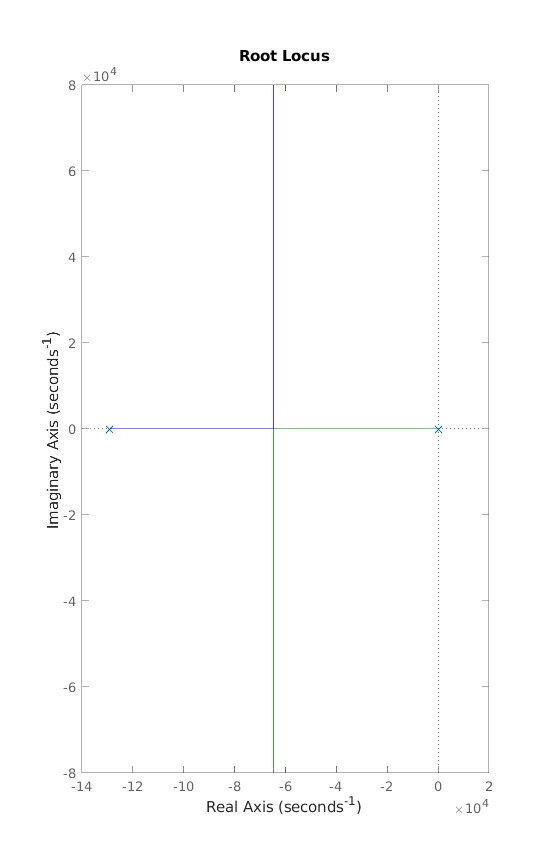 Root Locus
×10^4
8
6
4
2
0
-2
-4
-6
-8
Imaginary Axis (seconds^-1)
-14 -12 -10 -8 -6 -4 -2 0 2
Real Axis (seconds^-1)
×10^4